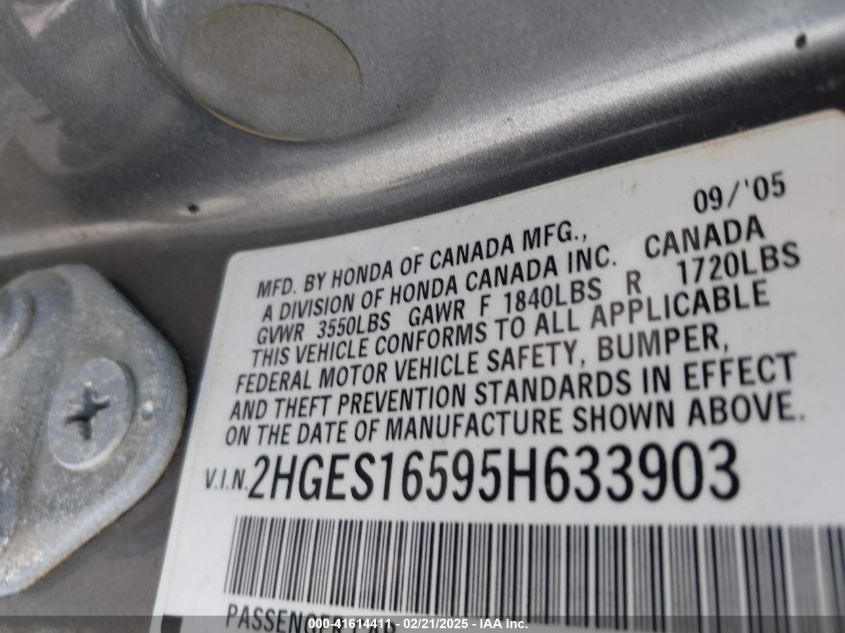 09/'05
MFD. BY HONDA OF CANADA MFG.,
A DIVISION OF HONDA CANADA INC. CANADA
GVWR 3550LBS GAWR F 1840LBS R 1720LBS
THIS VEHICLE CONFORMS TO ALL APPLICABLE
FEDERAL MOTOR VEHICLE SAFETY, BUMPER,
AND THEFT PREVENTION STANDARDS IN EFFECT
ON THE DATE OF MANUFACTURE SHOWN ABOVE.
V.I.N. 2HGES16595H633903
PASSENGER CAR
000-41614411 - 02/21/2025 - IAA Inc.